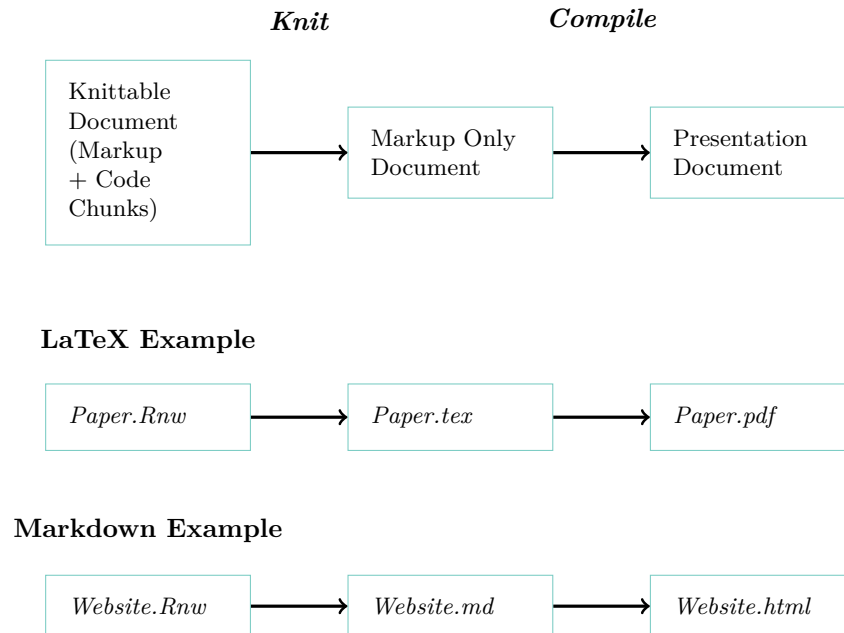 Knit
Compile
Knittable
Document
(Markup
+ Code
Chunks)
Markup Only
Document
Presentation
Document
LaTeX Example
Paper.Rnw
Paper.tex
Paper.pdf
Markdown Example
Website.Rnw
Website.md
Website.html